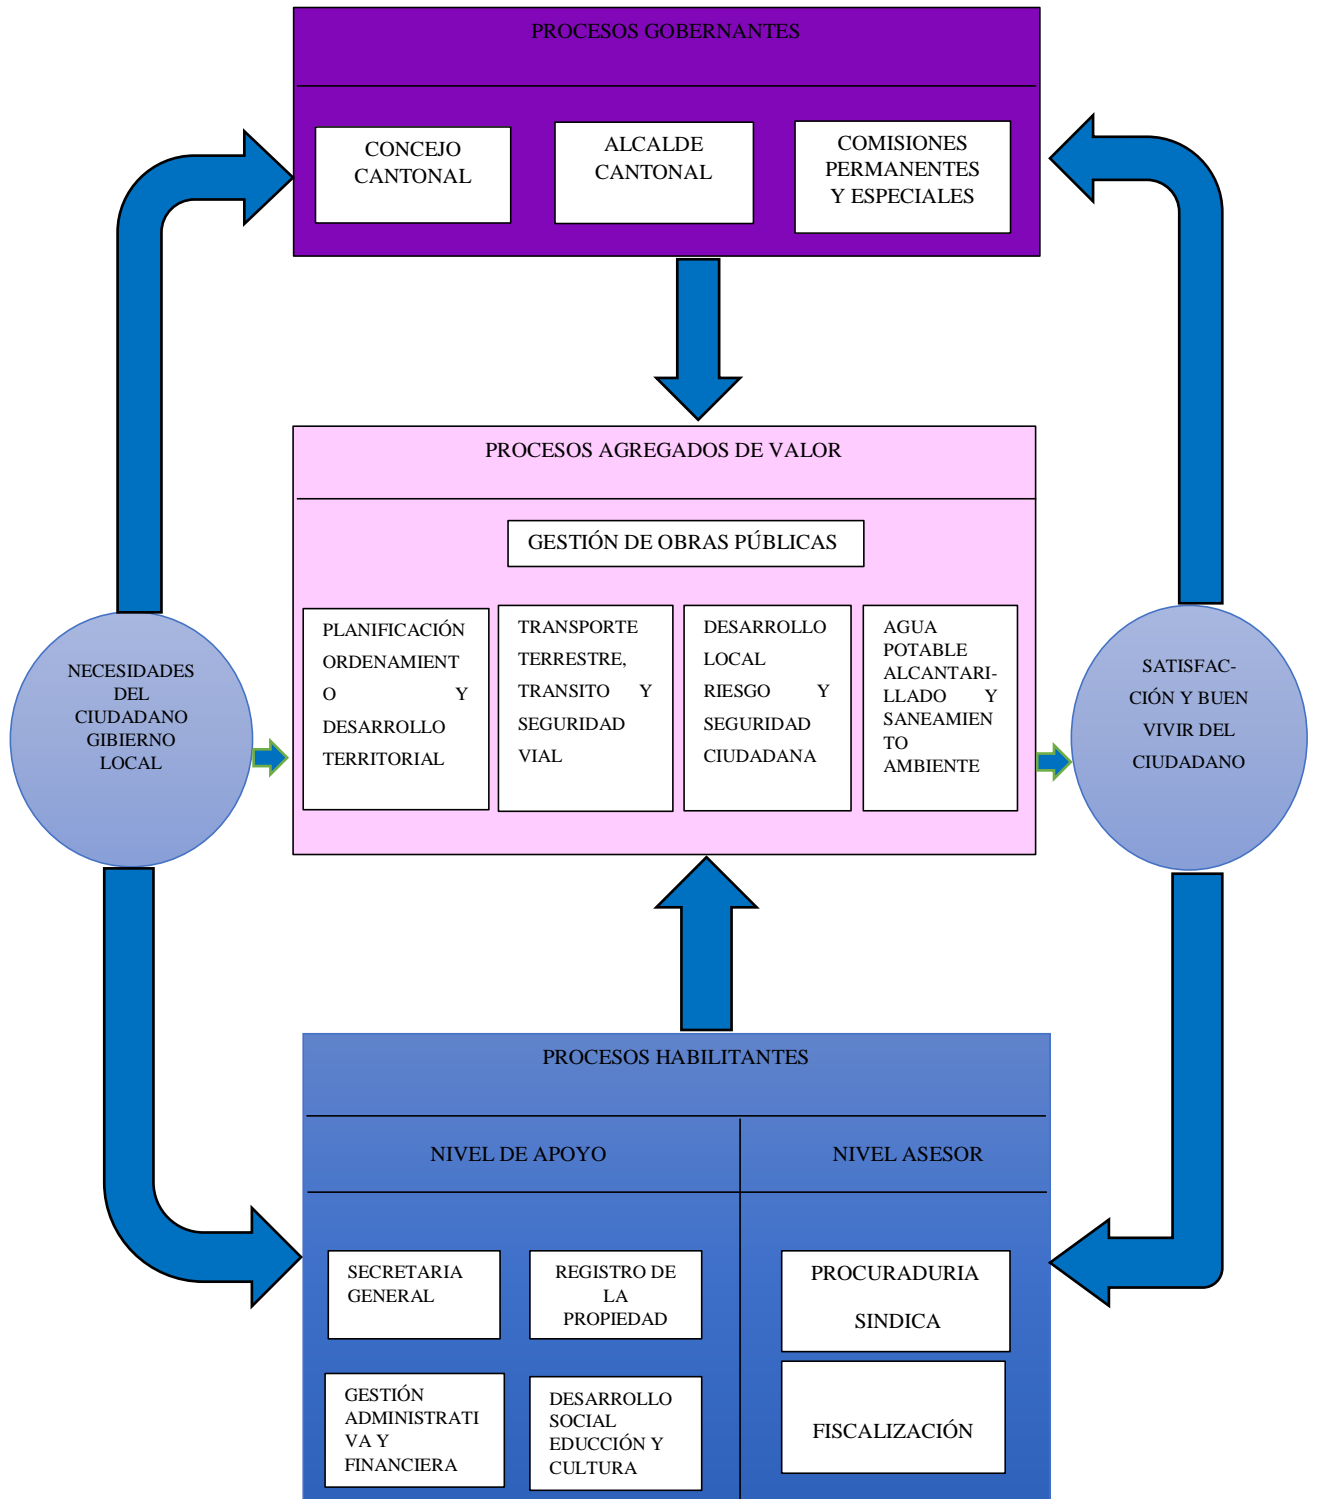 PROCESOS GOBERNANTES
CONCEJO
CANTONAL
ALCALDE
CANTONAL
COMISIONES
PERMANENTES
Y ESPECIALES
PROCESOS AGREGADOS DE VALOR
GESTIÓN DE OBRAS PÚBLICAS
NECESIDADES
DEL
CIUDADANO
GIBIERNO
LOCAL
PLANIFICACIÓN
ORDENAMIENT
O Y
DESARROLLO
TERRITORIAL
TRANSPORTE
TERRESTRE,
TRANSITO Y
SEGURIDAD
VIAL
DESARROLLO
LOCAL
RIESGO Y
SEGURIDAD
CIUDADANA
AGUA
POTABLE
ALCANTARI-
LLADO Y
SANEAMIEN
TO
AMBIENTE
SATISFAC-
CIÓN Y BUEN
VIVIR DEL
CIUDADANO
PROCESOS HABILITANTES
NIVEL DE APOYO
NIVEL ASESOR
SECRETARIA
GENERAL
REGISTRO DE
LA
PROPIEDAD
PROCURADURIA
SINDICA
GESTIÓN
ADMINISTRATI
VA Y
FINANCIERA
DESARROLLO
SOCIAL
EDUCCIÓN Y
CULTURA
FISCALIZACIÓN